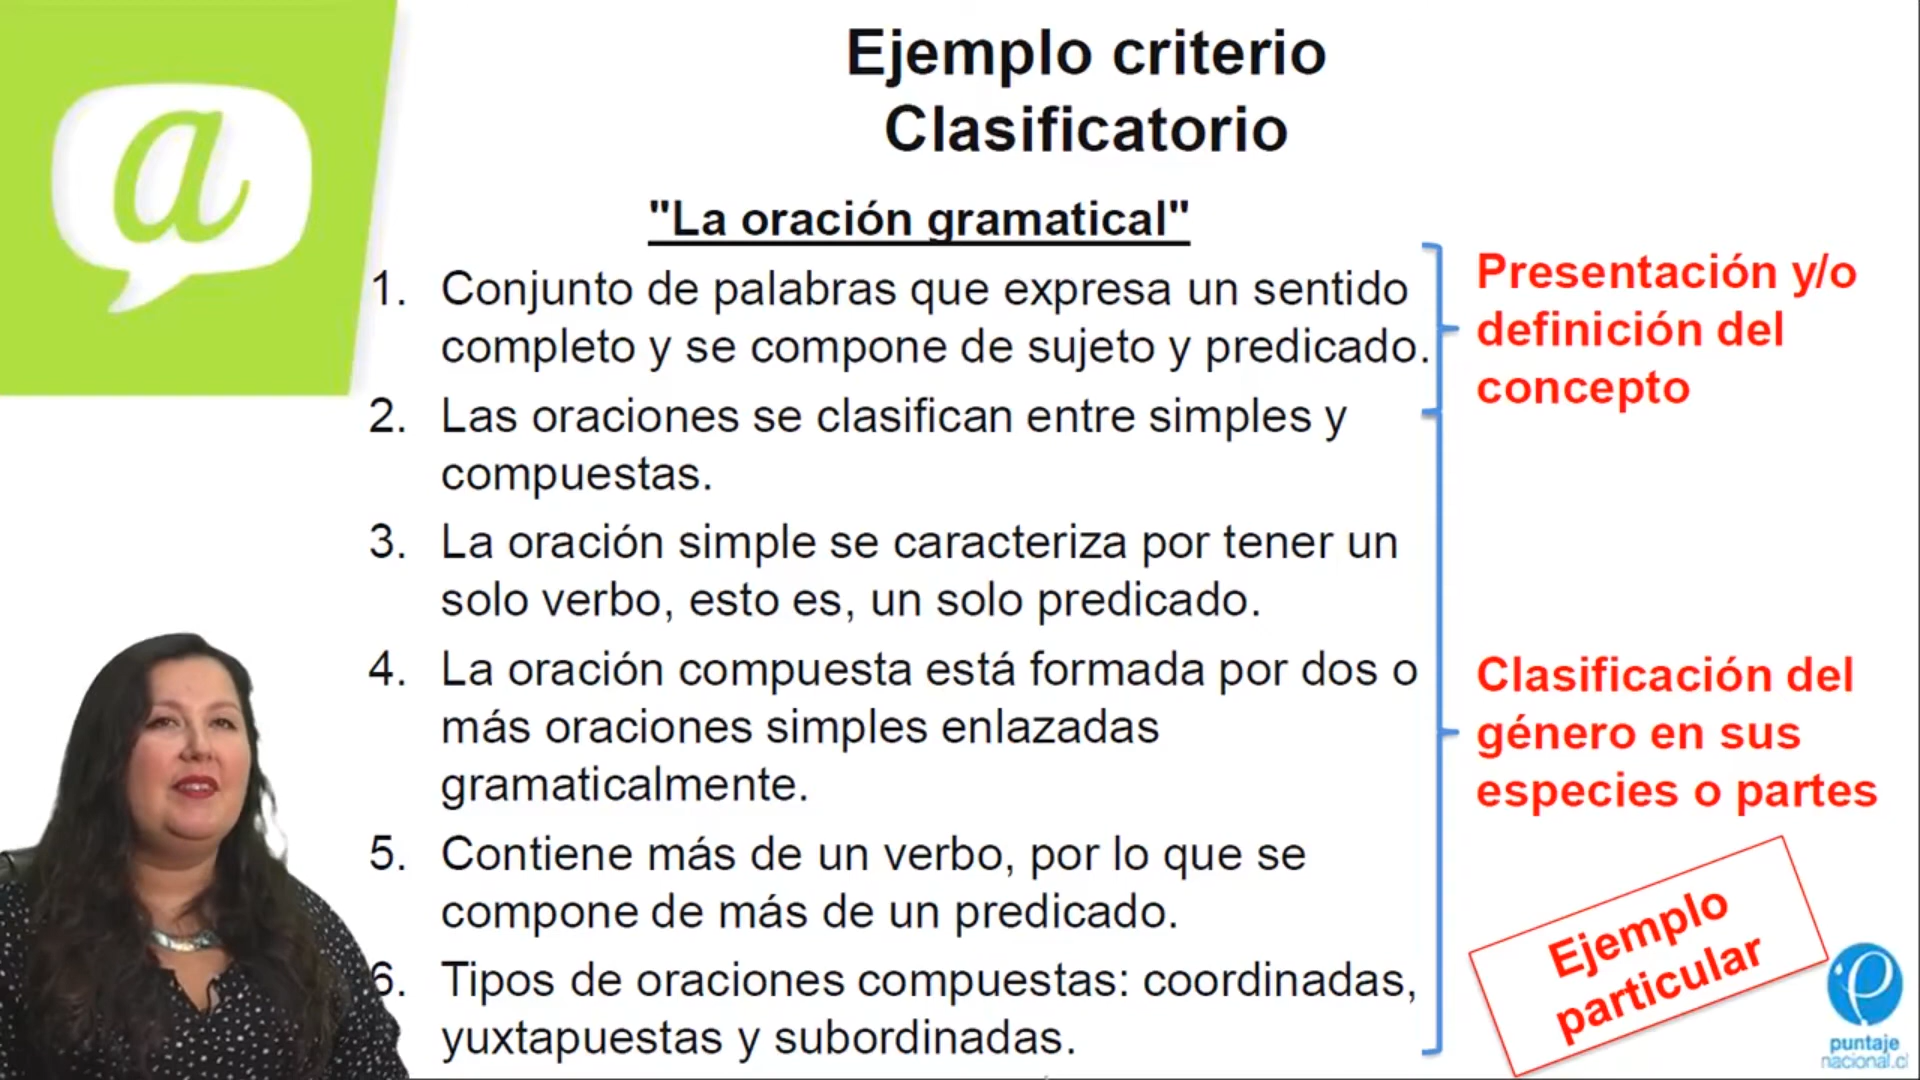 a
Ejemplo criterio
Clasificatorio
"La oración gramatical"
1. Conjunto de palabras que expresa un sentido
completo y se compone de sujeto y predicado.
2. Las oraciones se clasifican entre simples y
compuestas.
3. La oración simple se caracteriza por tener un
solo verbo, esto es, un solo predicado.
4. La oración compuesta está formada por dos o
más oraciones simples enlazadas
gramaticalmente.
5. Contiene más de un verbo, por lo que se
compone de más de un predicado.
6. Tipos de oraciones compuestas: coordinadas,
yuxtapuestas y subordinadas.
Presentación y/o
definición del
concepto
Clasificación del
género en sus
especies o partes
Ejemplo
particular
puntaje
nacional.cl